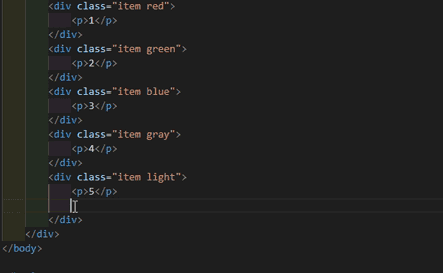 <div class="item red">
<p>1</p>
</div>
<div class="item green">
<p>2</p>
</div>
<div class="item blue">
<p>3</p>
</div>
<div class="item gray">
<p>4</p>
</div>
<div class="item light">
<p>5</p>
</div>
</div>
</body>